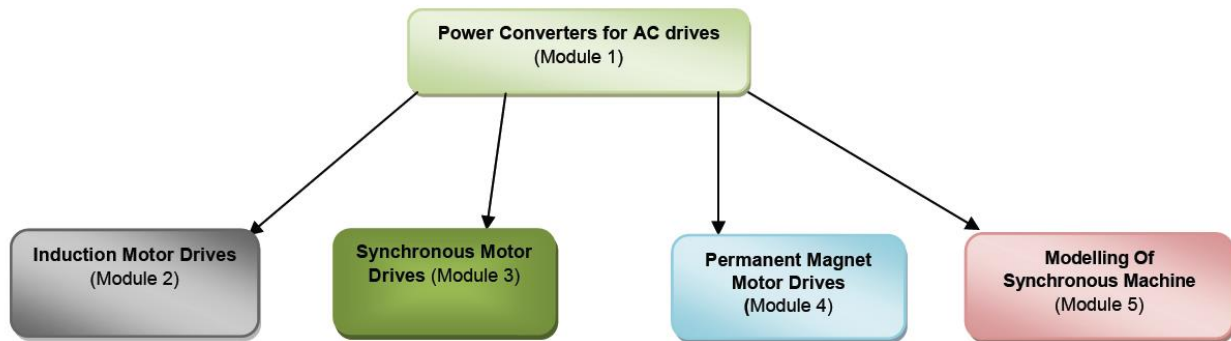 Power Converters for AC drives
(Module 1)
Induction Motor Drives
(Module 2)
Synchronous Motor
Drives (Module 3)
Permanent Magnet
Motor Drives
(Module 4)
Modelling Of
Synchronous Machine
(Module 5)